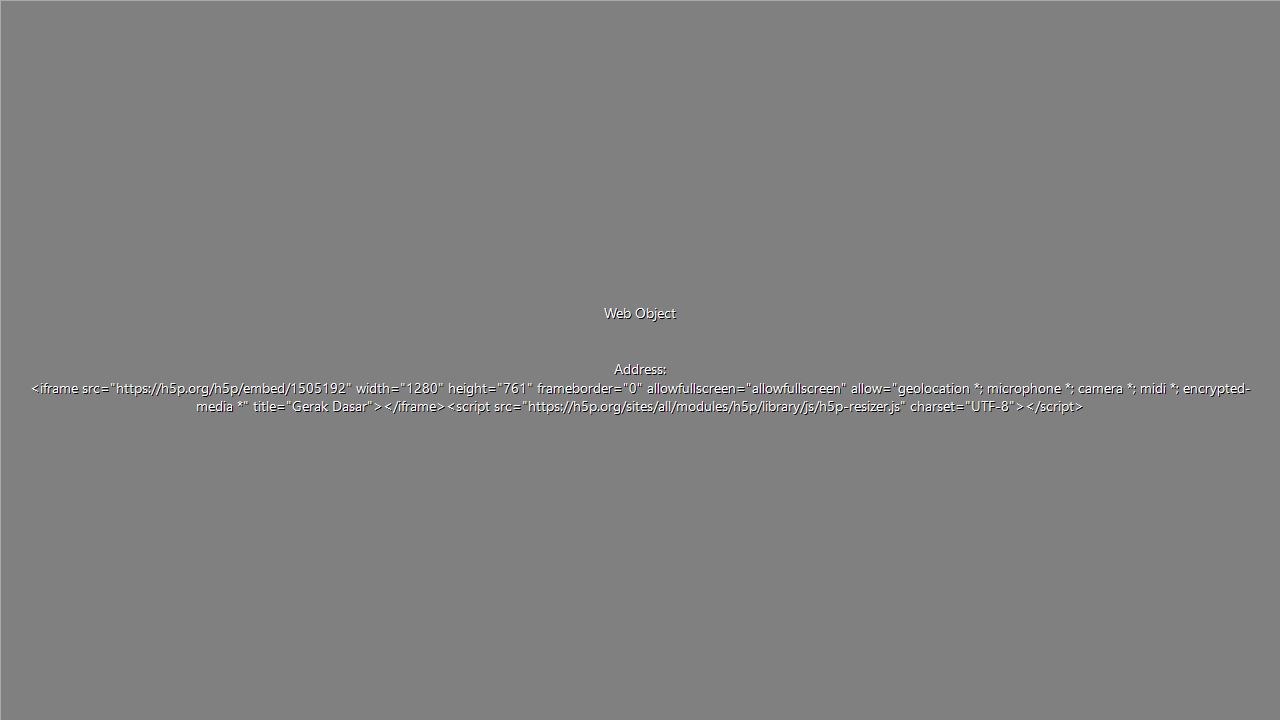 Web Object
Address:
<iframe src="https://h5p.org/h5p/embed/1505192" width="1280" height="761" frameborder="0" allowfullscreen="allowfullscreen" allow="geolocation *; microphone *; camera *; midi *; encrypted-
media *" title="Gerak Dasar"></iframe><script src="https://h5p.org/sites/all/modules/h5p/library/js/h5p-resizer.js" charset="UTF-8"></script>